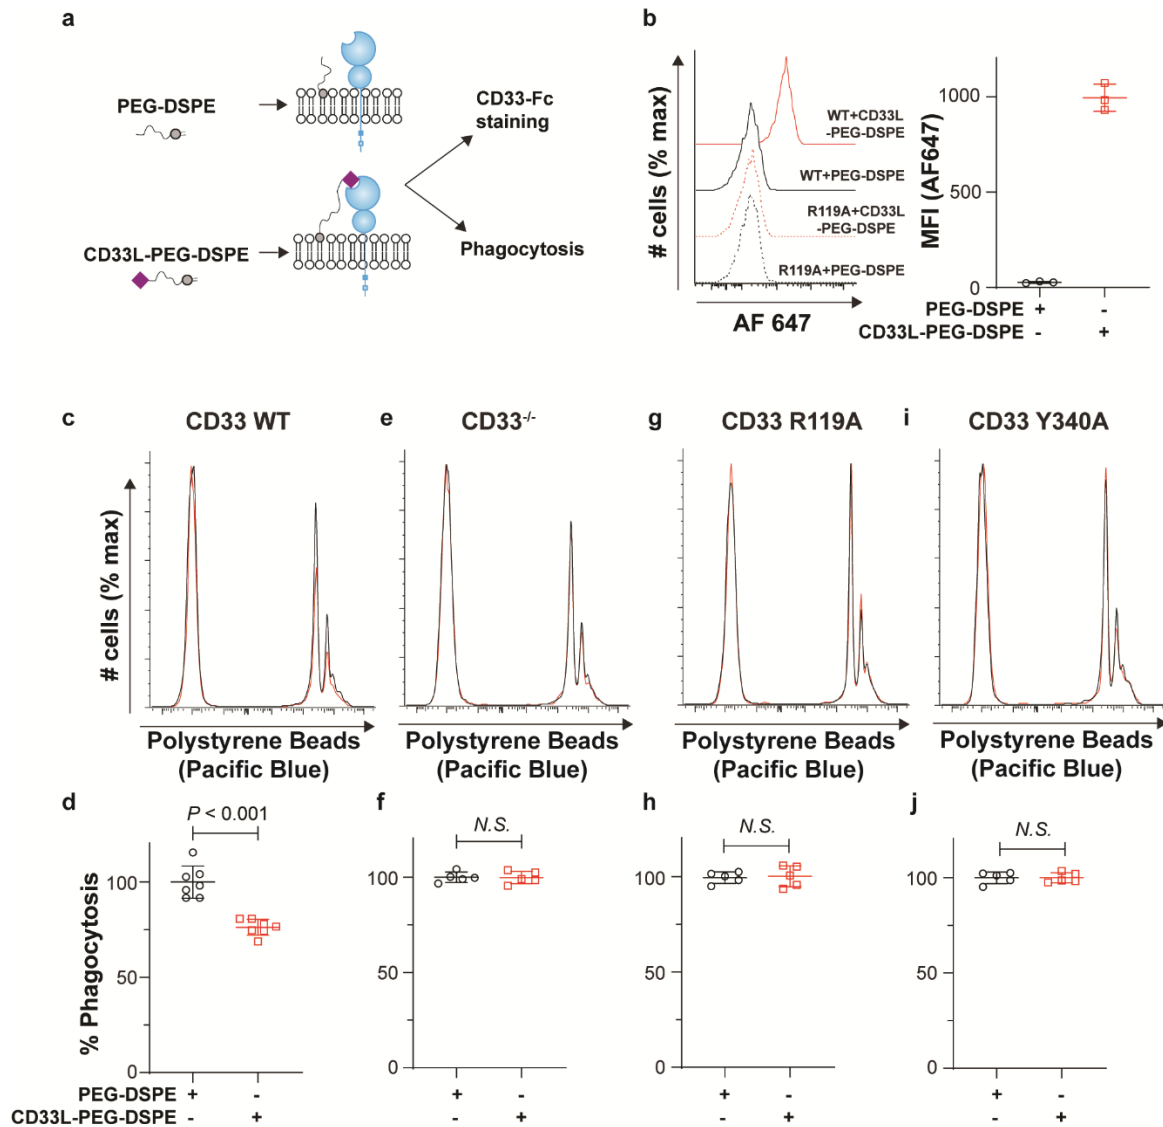 a
PEG-DSPE
CD33L-PEG-DSPE
CD33-Fc
staining
Phagocytosis
b
# cells (% max)
WT+CD33L
-PEG-DSPE
WT+PEG-DSPE
R119A+CD33L
-PEG-DSPE
R119A+PEG-DSPE
AF 647
MFI (AF647)
1000
500
0
PEG-DSPE + -
CD33L-PEG-DSPE - +
c CD33 WT
# cells (% max)
Polystyrene Beads
(Pacific Blue)
e CD33-/-
Polystyrene Beads
(Pacific Blue)
g CD33 R119A
Polystyrene Beads
(Pacific Blue)
i CD33 Y340A
Polystyrene Beads
(Pacific Blue)
d
P < 0.001
% Phagocytosis
100
50
0
PEG-DSPE + -
CD33L-PEG-DSPE - +
f
N.S.
100
50
0
+ -
- +
h
N.S.
100
50
0
+ -
- +
j
N.S.
100
50
0
+ -
- +